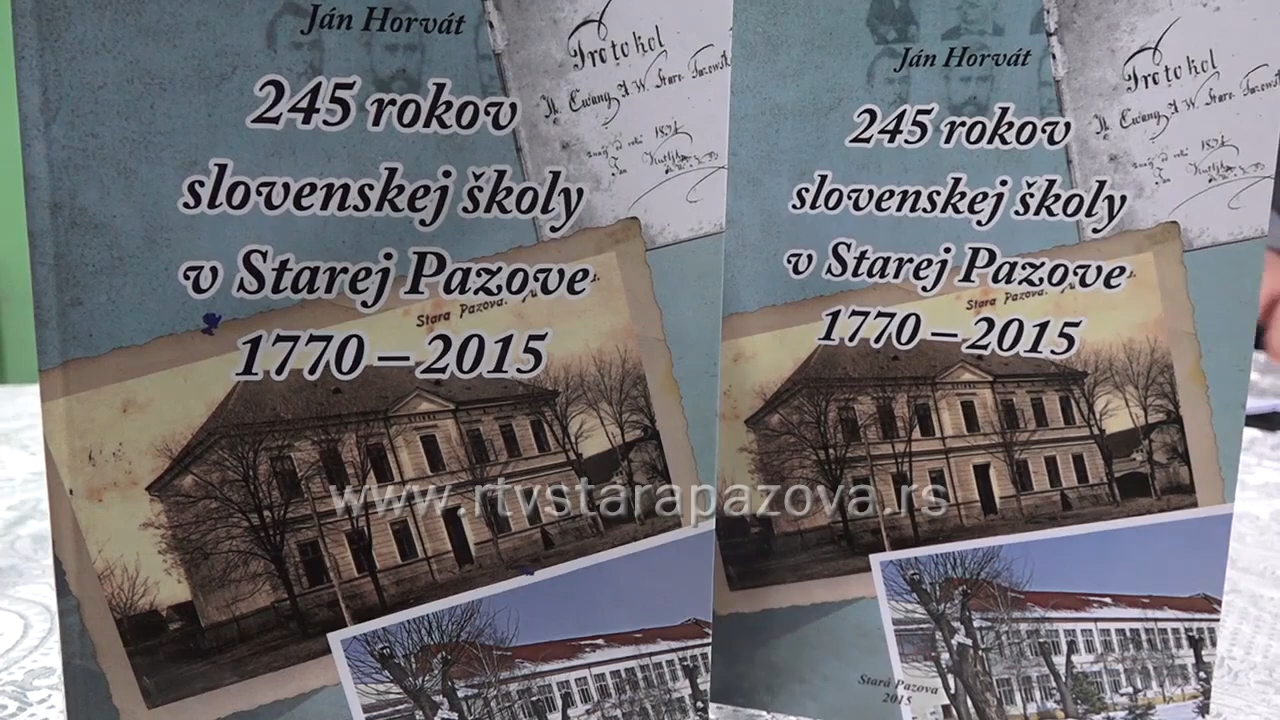 Ján Horvát
245 rokov
slovenskej školy
v Starej Pazove
1770 – 2015
Protokol
Stara Pazova.
Ján Horvát
245 rokov
slovenskej školy
v Starej Pazove
1770 – 2015
Protokol
Stara Pazova.
Stará Pazova
2015
www.rtvstarapazova.rs